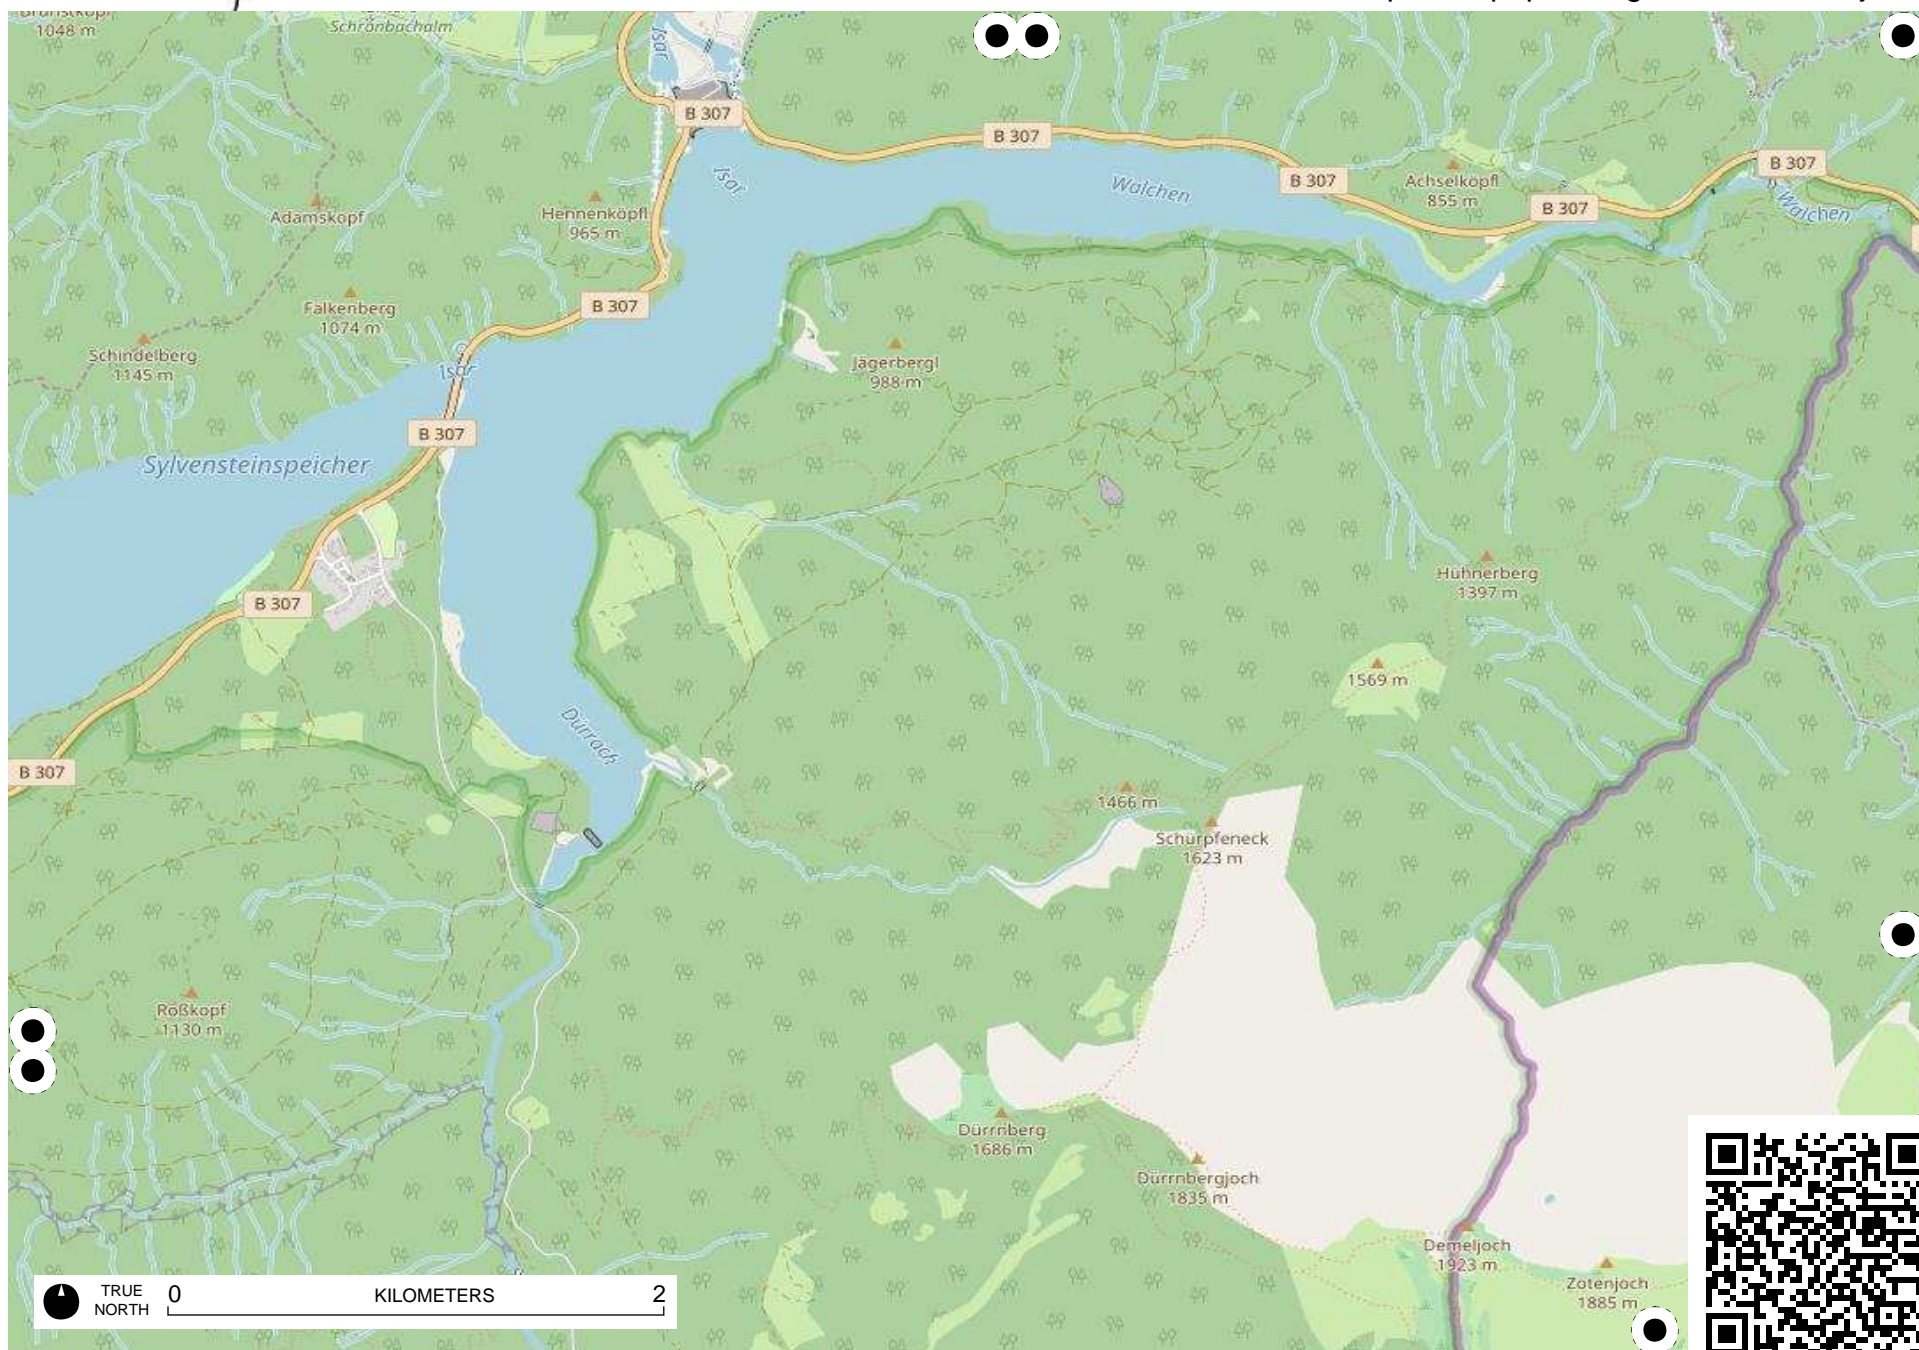 1048 m
Schrönbachalm
Isar
B 307
B 307
B 307
Isar
Walchen
B 307
Achselköpfl
855 m
B 307
Walchen
Adamskopf
Hennenköpfl
965 m
Falkenberg
1074 m
B 307
Schindelberg
1145 m
Isar
Jägerbergl
988 m
B 307
Sylvensteinspeicher
Hühnerberg
1397 m
B 307
1569 m
Dürrach
B 307
1466 m
Schürpfeneck
1623 m
Rößkopf
1130 m
Dürrnberg
1686 m
Dürrnbergjoch
1835 m
Demeljoch
1923 m
Zotenjoch
1885 m
TRUE
NORTH
0
KILOMETERS
2